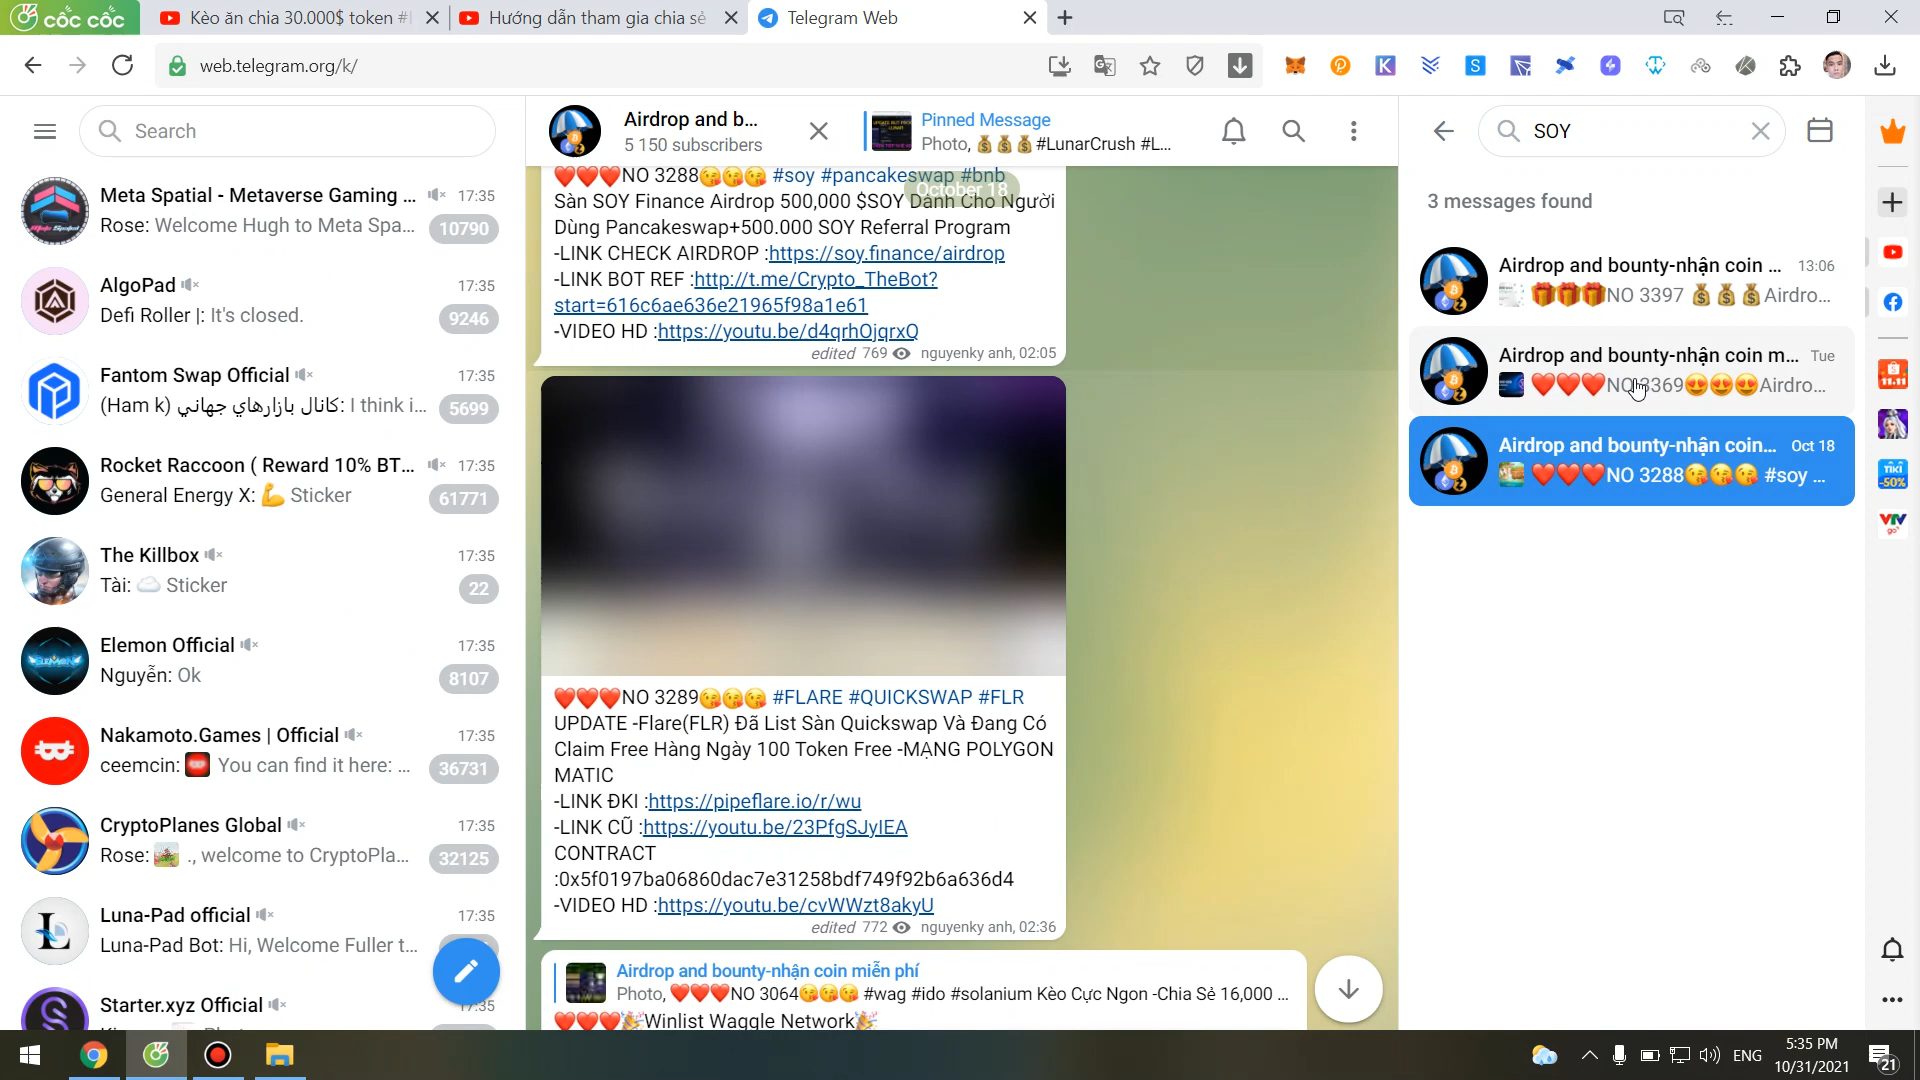 cốc cốc
Kèo ăn chia 30.000$ token #
Hướng dẫn tham gia chia sẻ
Telegram Web
web.telegram.org/k/
Search
Meta Spatial - Metaverse Gaming ... 17:35
Rose: Welcome Hugh to Meta Spa... 10790
AlgoPad 17:35
Defi Roller |: It's closed. 9246
Fantom Swap Official 17:35
(Ham k) کانال بازارهای جهانی: I think i... 5699
Rocket Raccoon ( Reward 10% BT... 17:35
General Energy X: 💪 Sticker 61771
The Killbox 17:35
Tài: ☁️ Sticker 22
Elemon Official 17:35
Nguyễn: Ok 8107
Nakamoto.Games | Official 17:35
ceemcin: You can find it here: ... 36731
CryptoPlanes Global 17:35
Rose: ., welcome to CryptoPla... 32125
Luna-Pad official 17:35
Luna-Pad Bot: Hi, Welcome Fuller t...
Starter.xyz Official 17:35
Airdrop and b...
5 150 subscribers
Pinned Message
Photo, 💰💰💰#LunarCrush #L...
October 18
❤️❤️❤️NO 3288😘😘😘 #soy #pancakeswap #bnb
Sàn SOY Finance Airdrop 500,000 $SOY Dành Cho Người
Dùng Pancakeswap+500.000 SOY Referral Program
-LINK CHECK AIRDROP :https://soy.finance/airdrop
-LINK BOT REF :http://t.me/Crypto_TheBot?
start=616c6ae636e21965f98a1e61
-VIDEO HD :https://youtu.be/d4qrhOjqrxQ
edited 769 nguyenky anh, 02:05
❤️❤️❤️NO 3289😘😘😘 #FLARE #QUICKSWAP #FLR
UPDATE -Flare(FLR) Đã List Sàn Quickswap Và Đang Có
Claim Free Hàng Ngày 100 Token Free -MẠNG POLYGON
MATIC
-LINK ĐKI :https://pipeflare.io/r/wu
-LINK CŨ :https://youtu.be/23PfgSJyIEA
CONTRACT
:0x5f0197ba06860dac7e31258bdf749f92b6a636d4
-VIDEO HD :https://youtu.be/cvWWzt8akyU
edited 772 nguyenky anh, 02:36
Airdrop and bounty-nhận coin miễn phí
Photo, ❤️❤️❤️NO 3064😘😘😘 #wag #ido #solanium Kèo Cực Ngon -Chia Sẻ 16,000 ...
❤️❤️❤️🎉Winlist Waggle Network🎉
SOY
3 messages found
Airdrop and bounty-nhận coin ... 13:06
🎁🎁🎁NO 3397 💰💰💰Airdro...
Airdrop and bounty-nhận coin m... Tue
❤️❤️❤️NO 3369😍😍😍Airdro...
Airdrop and bounty-nhận coin... Oct 18
❤️❤️❤️NO 3288😘😘😘 #soy ...
11.11
TIKI
-50%
VTV
go
ENG
5:35 PM
10/31/2021
21